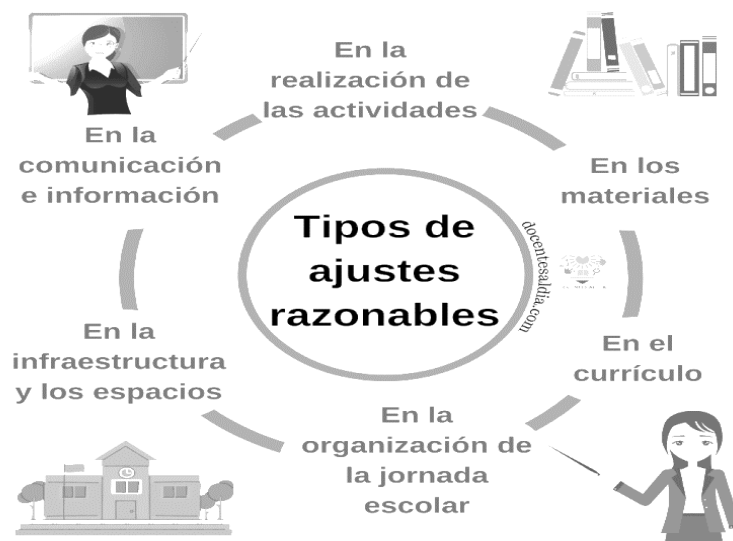 En la
realización de
las actividades
En los
materiales
En el
currículo
En la
organización de
la jornada
escolar
En la
infraestructura
y los espacios
En la
comunicación
e información
Tipos de
ajustes
razonables
docentesaldia.com